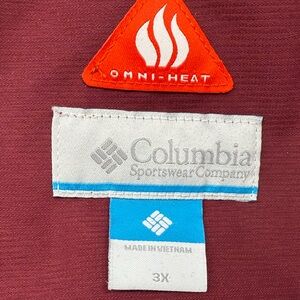 OMNI-HEAT
Columbia
Sportswear Company
MADE IN VIETNAM
3X